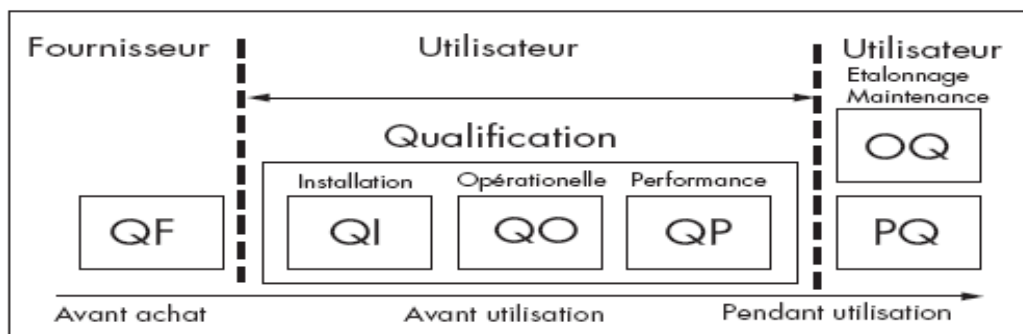 Fournisseur
Utilisateur
Utilisateur
Etalonnage
Maintenance
Qualification
OQ
Installation
Opérationelle
Performance
QF
QI
QO
QP
PQ
Avant achat
Avant utilisation
Pendant utilisation